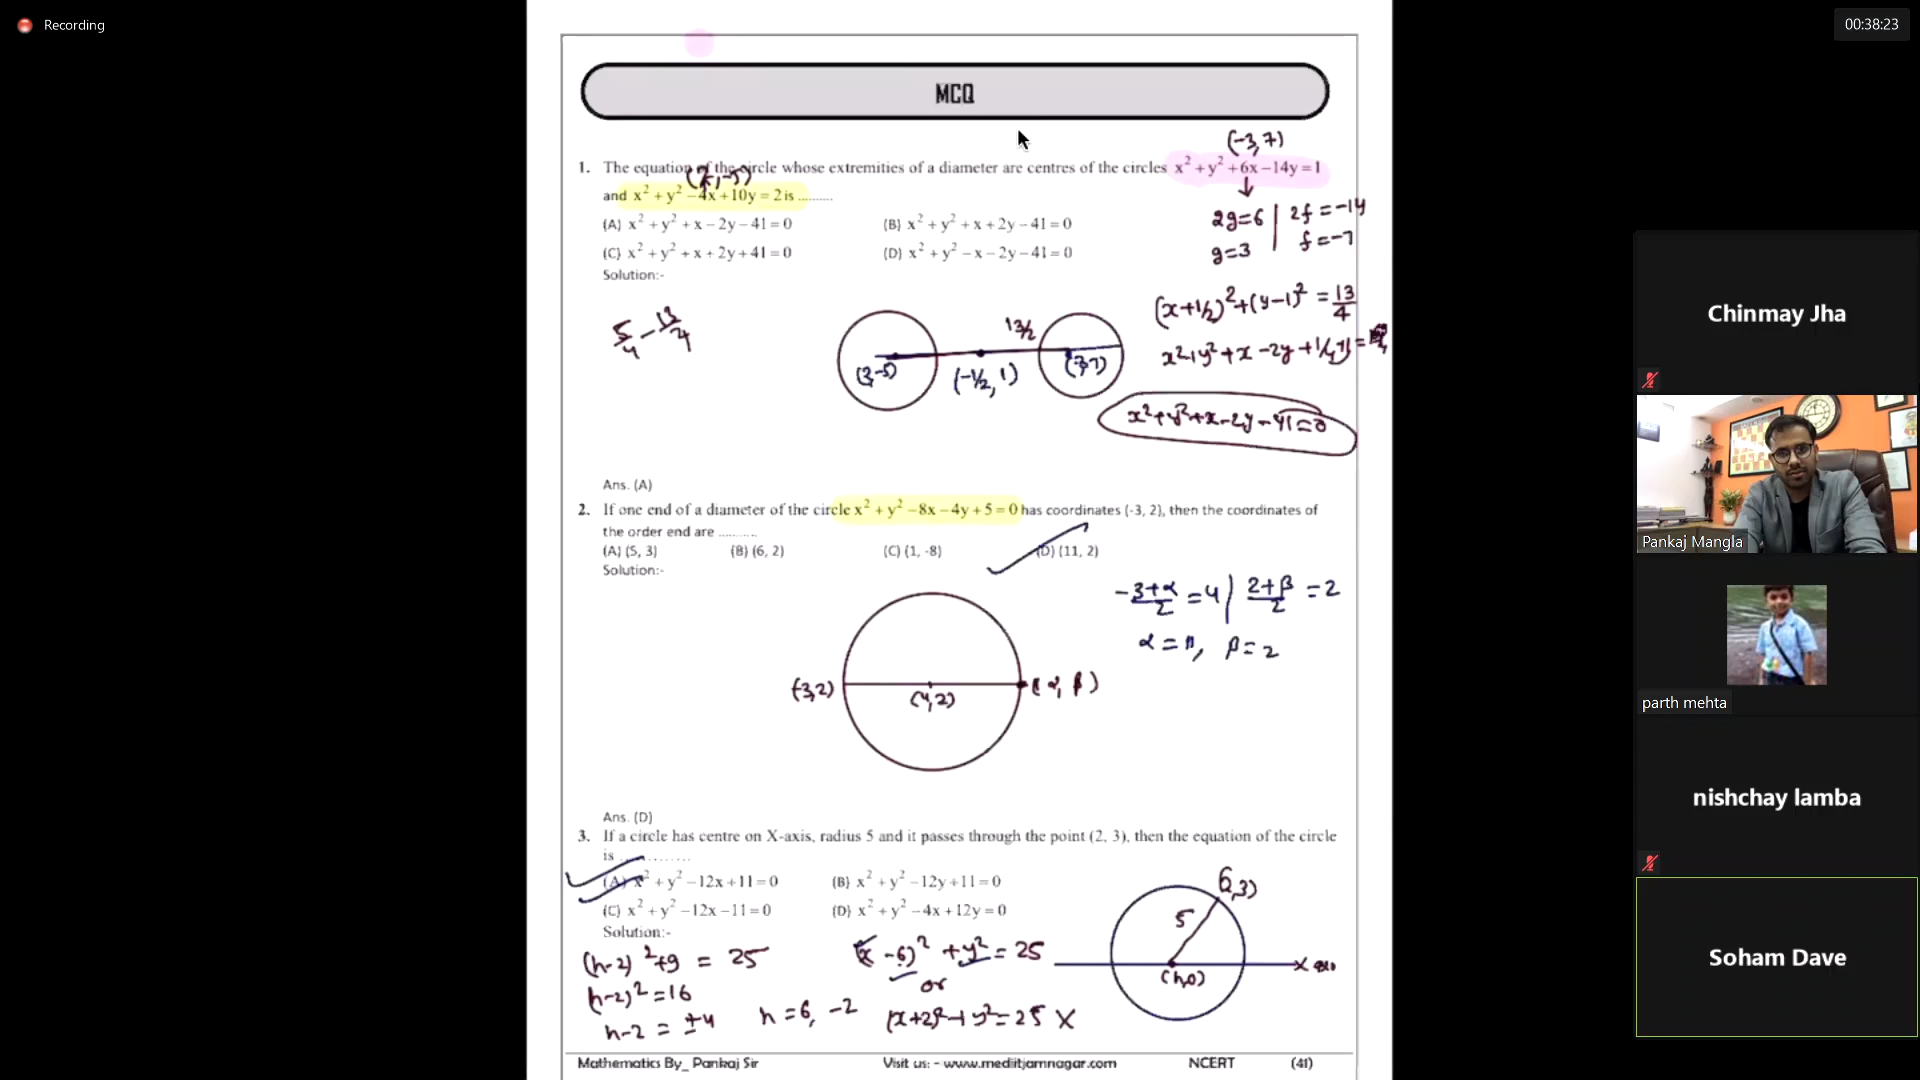 Recording
00:38:23
MCQ
(-3,7)
1. The equation of the circle whose extremities of a diameter are centres of the circles x² + y² + 6x − 14y = 1
and x² + y² − 4x + 10y = 2 is ..........
(A) x² + y² + x − 2y − 41 = 0 (B) x² + y² + x + 2y − 41 = 0
(C) x² + y² + x + 2y + 41 = 0 (D) x² + y² − x − 2y − 41 = 0
2g=6 | 2f=-14
g=3 f=-7
Solution:-
(x+1/2)²+(y-1)² = 13/4
5/4 - 13/4
13/2
(-1/2, 1)
x²+y²+x-2y-41=0
Ans. (A)
2. If one end of a diameter of the circle x² + y² − 8x − 4y + 5 = 0 has coordinates (-3, 2), then the coordinates of
the order end are ..........
(A) (5, 3) (B) (6, 2) (C) (1, -8) (D) (11, 2)
Solution:-
-3+α/2 = 4 | 2+β/2 = 2
β=2
(-3,2) (4,2) (α, β)
Ans. (D)
3. If a circle has centre on X-axis, radius 5 and it passes through the point (2, 3), then the equation of the circle
is ..........
(A) x² + y² − 12x + 11 = 0 (B) x² + y² − 12y + 11 = 0
(C) x² + y² − 12x − 11 = 0 (D) x² + y² − 4x + 12y = 0
Solution:-
(2,3)
5
(h,0)
(h-2)²+9 = 25 (x-6)²+y² = 25
or
(h-2)² = 16
h-2 = ±4 h=6, -2 (x+2)²+y²=25 X
Mathematics By_ Pankaj Sir Visit us: - www.mediitjamnagar.com NCERT (41)
Chinmay Jha
Pankaj Mangla
parth mehta
nishchay lamba
Soham Dave